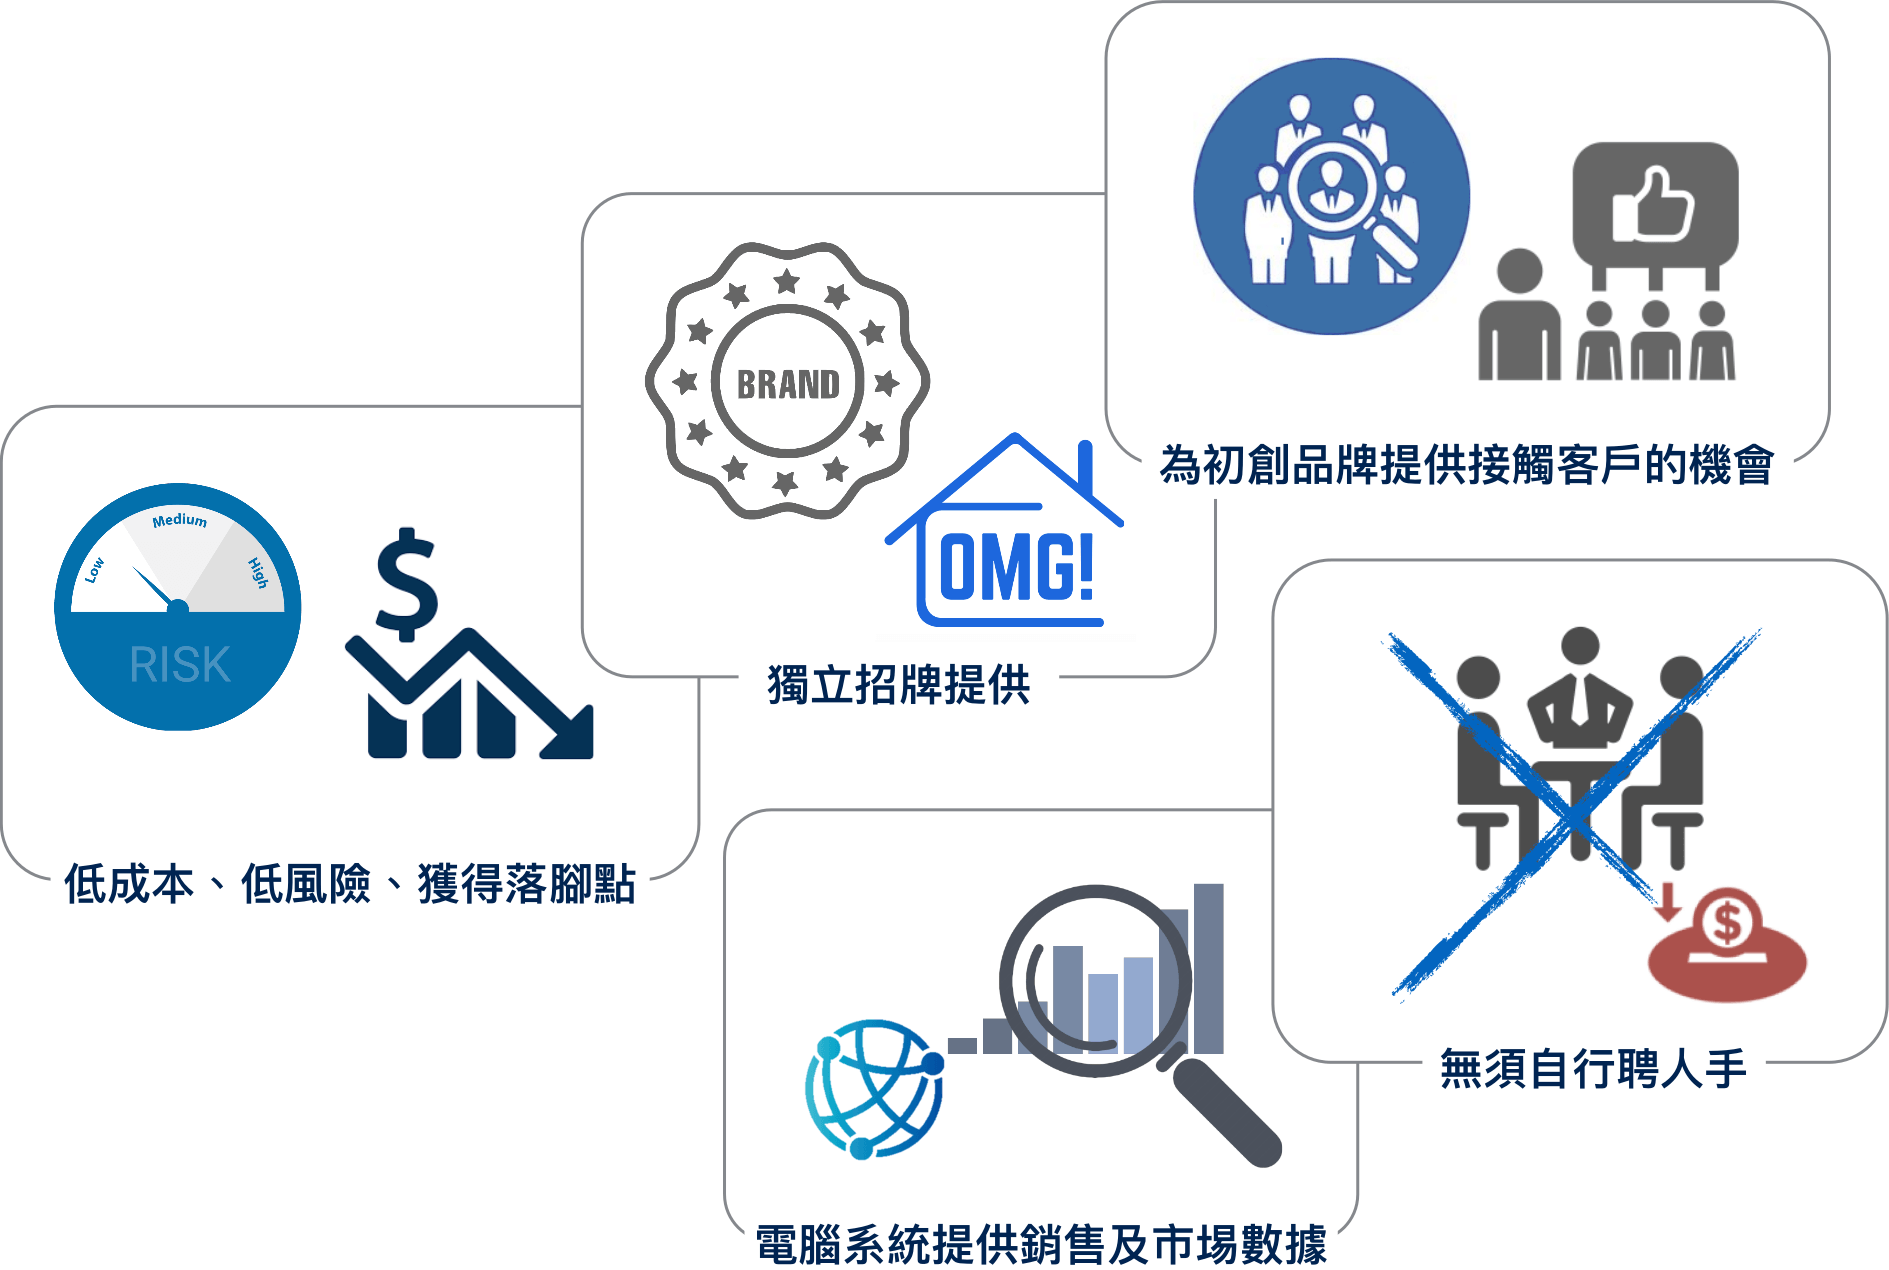 為初創品牌提供接觸客戶的機會
BRAND
OMG!
獨立招牌提供
Low
Medium
High
RISK
$
低成本、低風險、獲得落腳點
$
無須自行聘人手
電腦系統提供銷售及市場數據